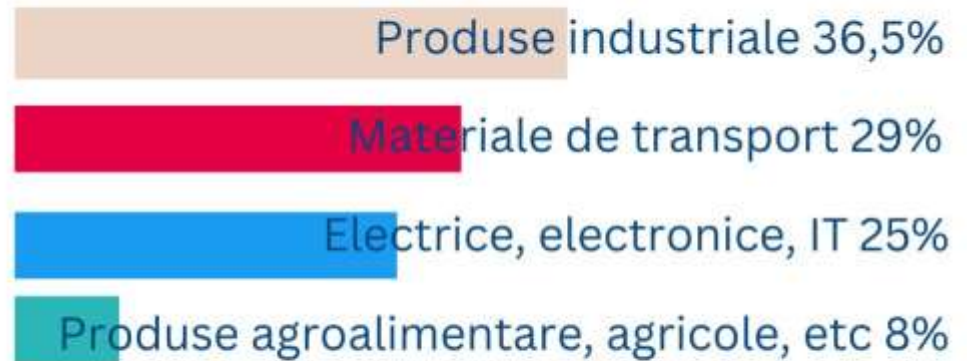 Produse industriale 36,5%
Materiale de transport 29%
Electrice, electronice, IT 25%
Produse agroalimentare, agricole, etc 8%